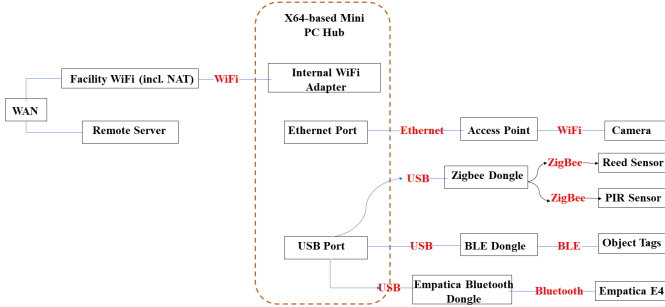 X64-based Mini
PC Hub
Facility WiFi (incl. NAT)
WiFi
Internal WiFi
Adapter
WAN
Remote Server
Ethernet Port
Ethernet
Access Point
WiFi
Camera
ZigBee
Reed Sensor
USB
Zigbee Dongle
ZigBee
PIR Sensor
USB Port
USB
BLE Dongle
BLE
Object Tags
USB
Empatica Bluetooth
Dongle
Bluetooth
Empatica E4